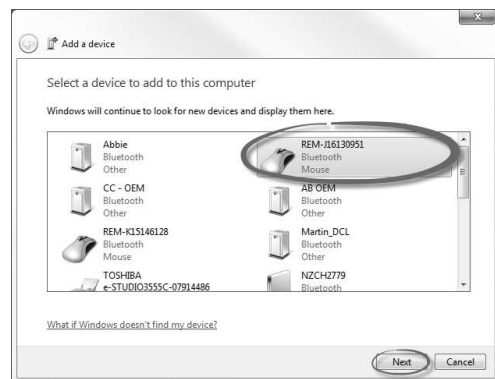 Add a device
Select a device to add to this computer
Windows will continue to look for new devices and display them here.
Abbie
Bluetooth
Other
REM-J16130951
Bluetooth
Mouse
CC - OEM
Bluetooth
Other
AB OEM
Bluetooth
Other
REM-K15146128
Bluetooth
Mouse
Martin_DCL
Bluetooth
Other
TOSHIBA
e-STUDIO3555C-07914486
NZCH2779
Bluetooth
What if Windows doesn't find my device?
Next
Cancel